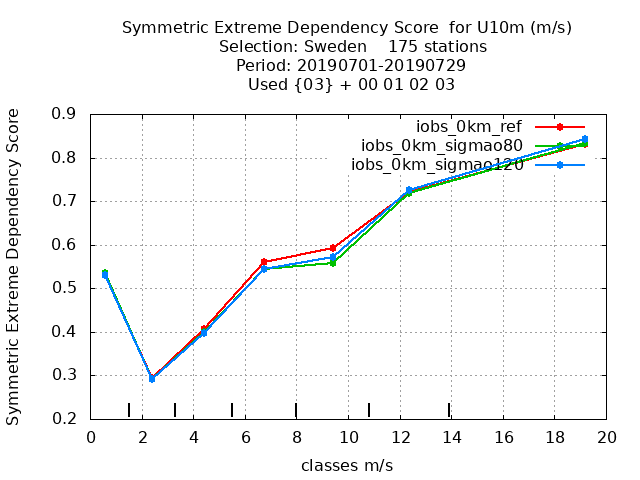 Symmetric Extreme Dependency Score  for U10m (m/s)
Selection: Sweden    175 stations
Period: 20190701-20190729
Used {03} + 00 01 02 03
Symmetric Extreme Dependency Score
0.9
0.8
0.7
0.6
0.5
0.4
0.3
0.2
iobs_0km_ref
iobs_0km_sigmao80
iobs_0km_sigmao120
0 2 4 6 8 10 12 14 16 18 20
classes m/s